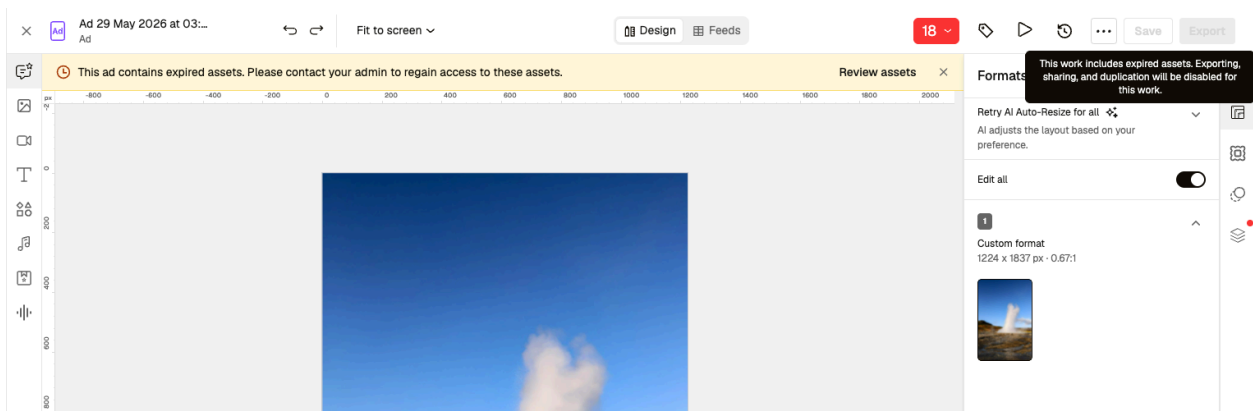 Ad
Ad 29 May 2026 at 03:...
Ad
Fit to screen
Design
Feeds
18
Save
Export
This work includes expired assets. Exporting,
sharing, and duplication will be disabled for
this work.
This ad contains expired assets. Please contact your admin to regain access to these assets.
Review assets
Formats
px
-800
-600
-400
-200
0
200
400
600
800
1000
1200
1400
1600
1800
2000
-2
0
200
400
600
800
Retry AI Auto-Resize for all
AI adjusts the layout based on your
preference.
Edit all
1
Custom format
1224 x 1837 px · 0.67:1